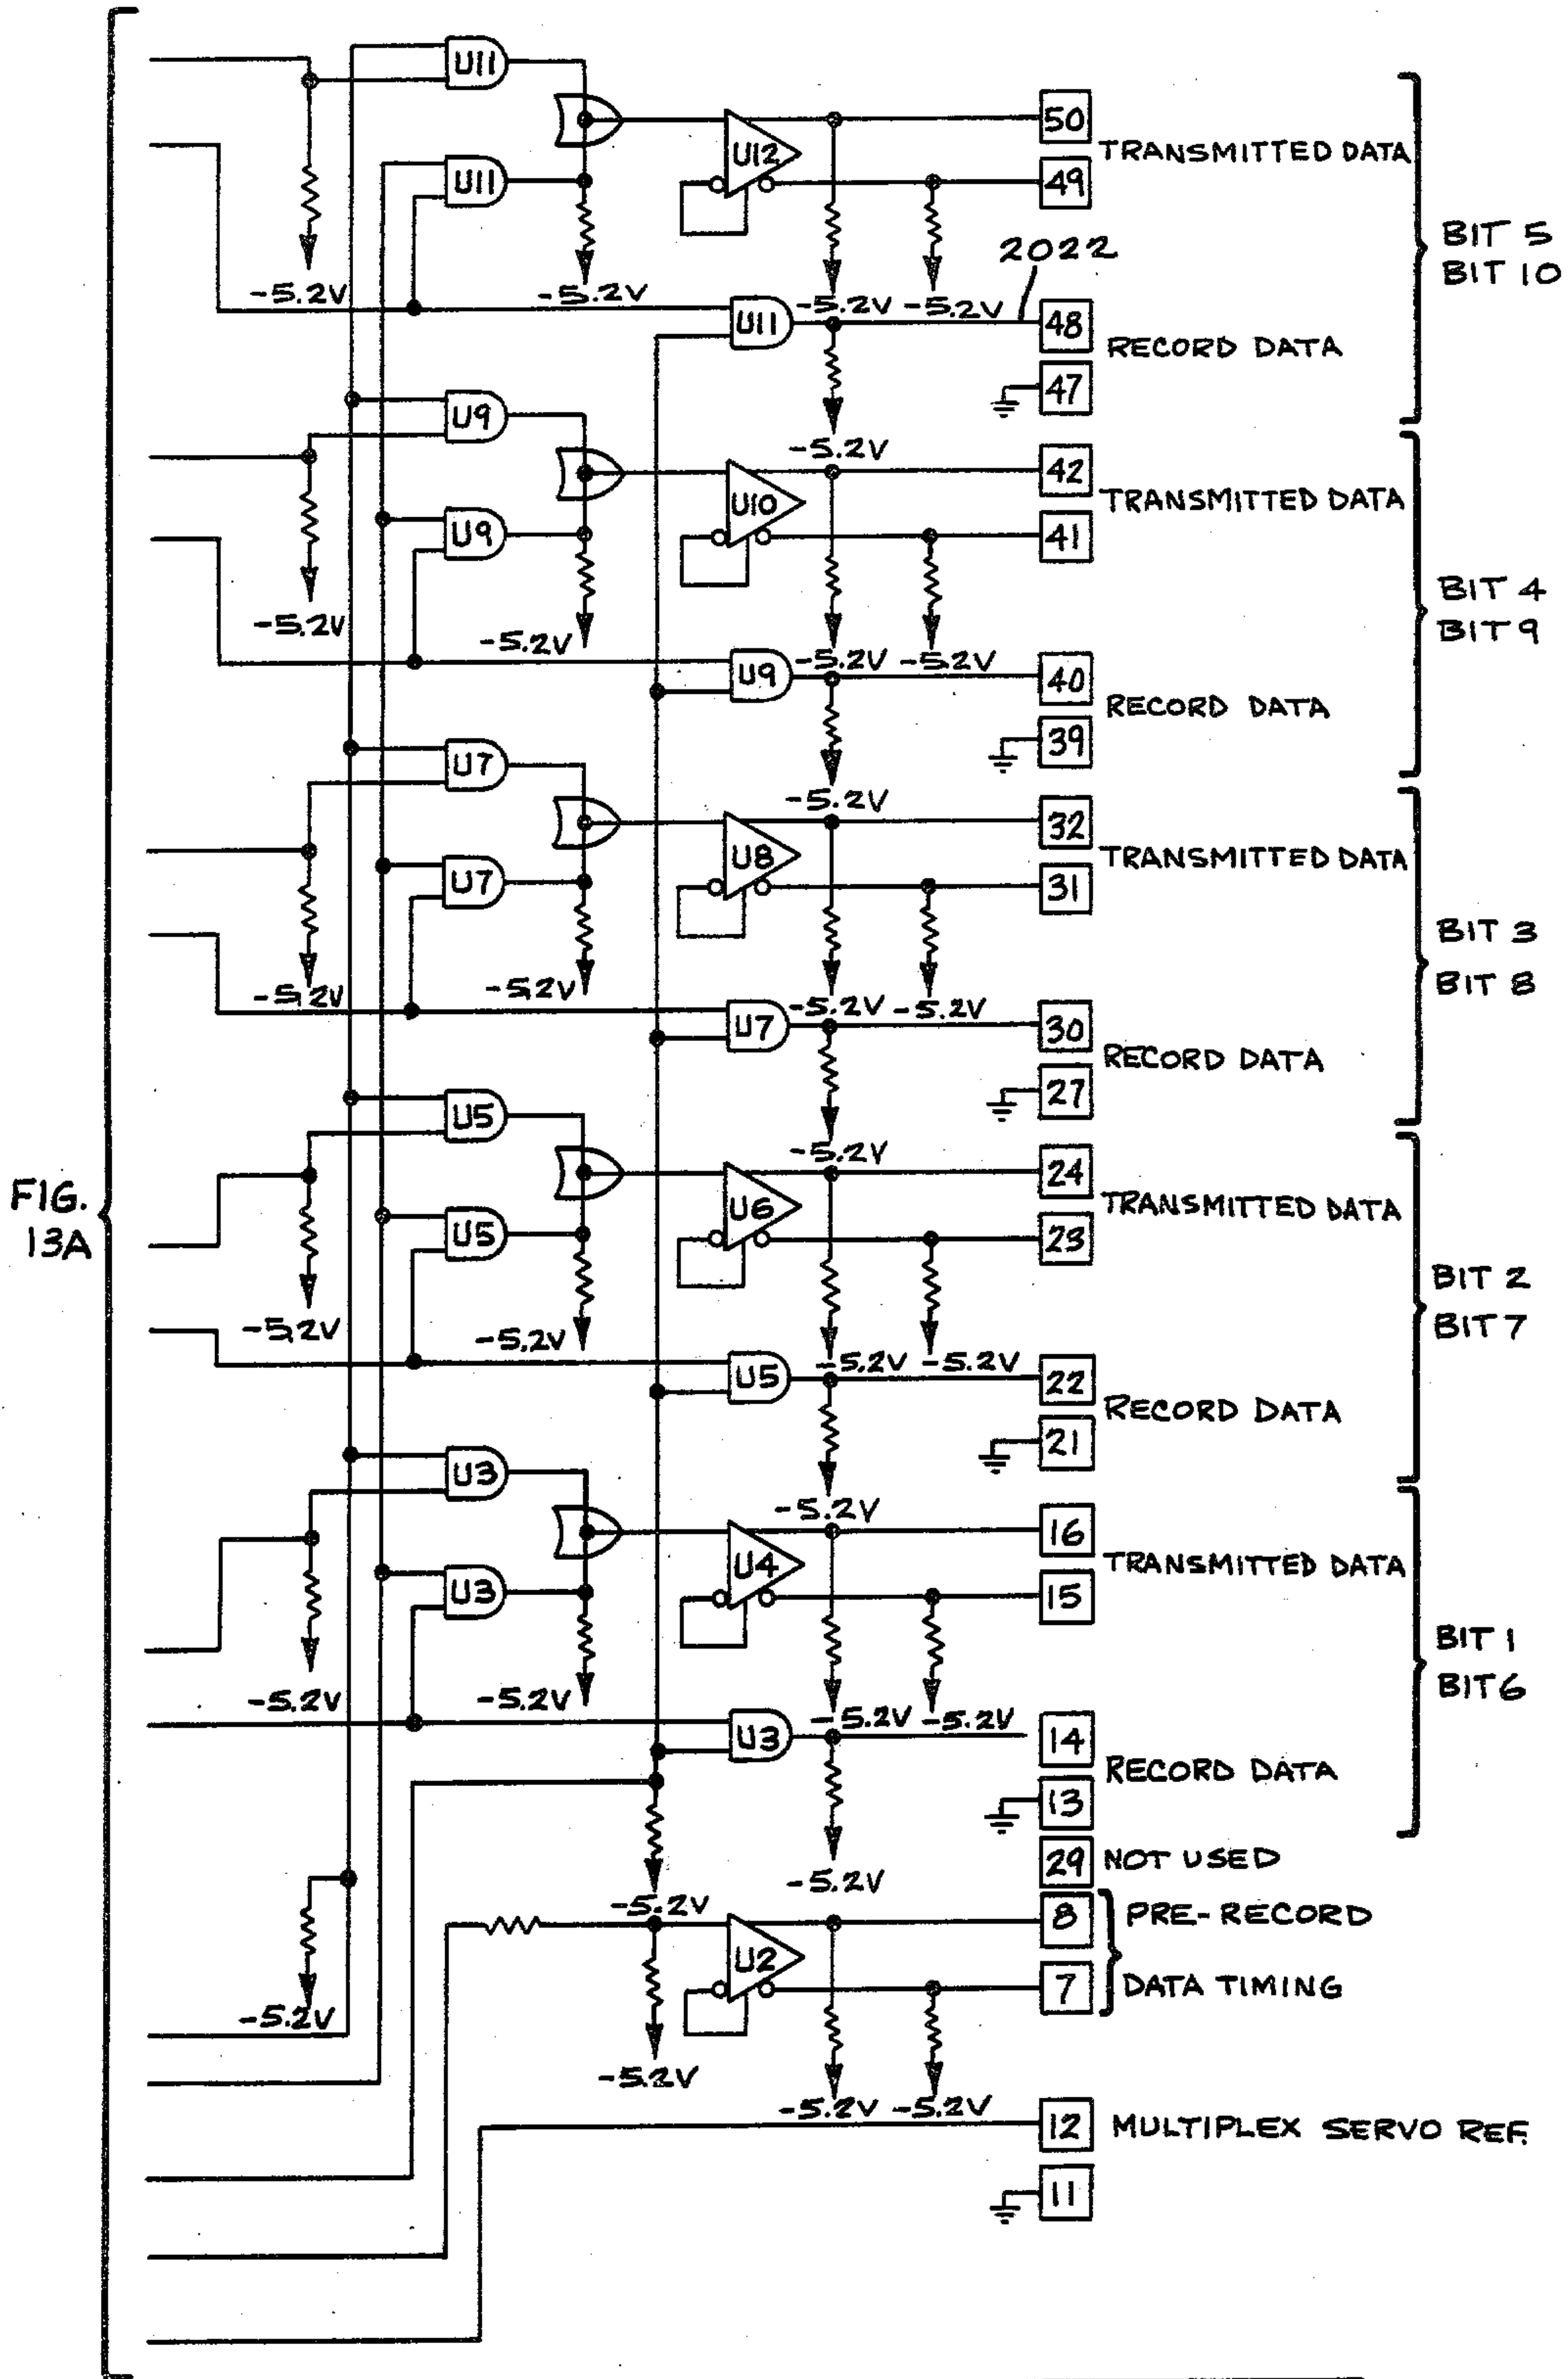 U11
50
TRANSMITTED DATA
U12
U11
49
2022
BIT 5
BIT 10
-5.2V
-5.2V
-5.2V
-5.2V
U11
48
RECORD DATA
47
U9
-5.2V
42
TRANSMITTED DATA
U10
U9
41
BIT 4
BIT 9
-5.2V
-5.2V
-5.2V
-5.2V
U9
40
RECORD DATA
39
U7
-5.2V
32
TRANSMITTED DATA
U8
U7
31
BIT 3
BIT 8
-5.2V
-5.2V
-5.2V
-5.2V
U7
30
RECORD DATA
27
U5
-5.2V
24
FIG.
13A
TRANSMITTED DATA
U6
U5
23
BIT 2
BIT 7
-5.2V
-5.2V
-5.2V
-5.2V
U5
22
RECORD DATA
21
U3
-5.2V
16
TRANSMITTED DATA
U4
U3
15
BIT 1
BIT 6
-5.2V
-5.2V
-5.2V
-5.2V
U3
14
RECORD DATA
13
29 NOT USED
-5.2V
-5.2V
8 PRE-RECORD
U2
7 DATA TIMING
-5.2V
-5.2V
-5.2V
-5.2V
12 MULTIPLEX SERVO REF.
11